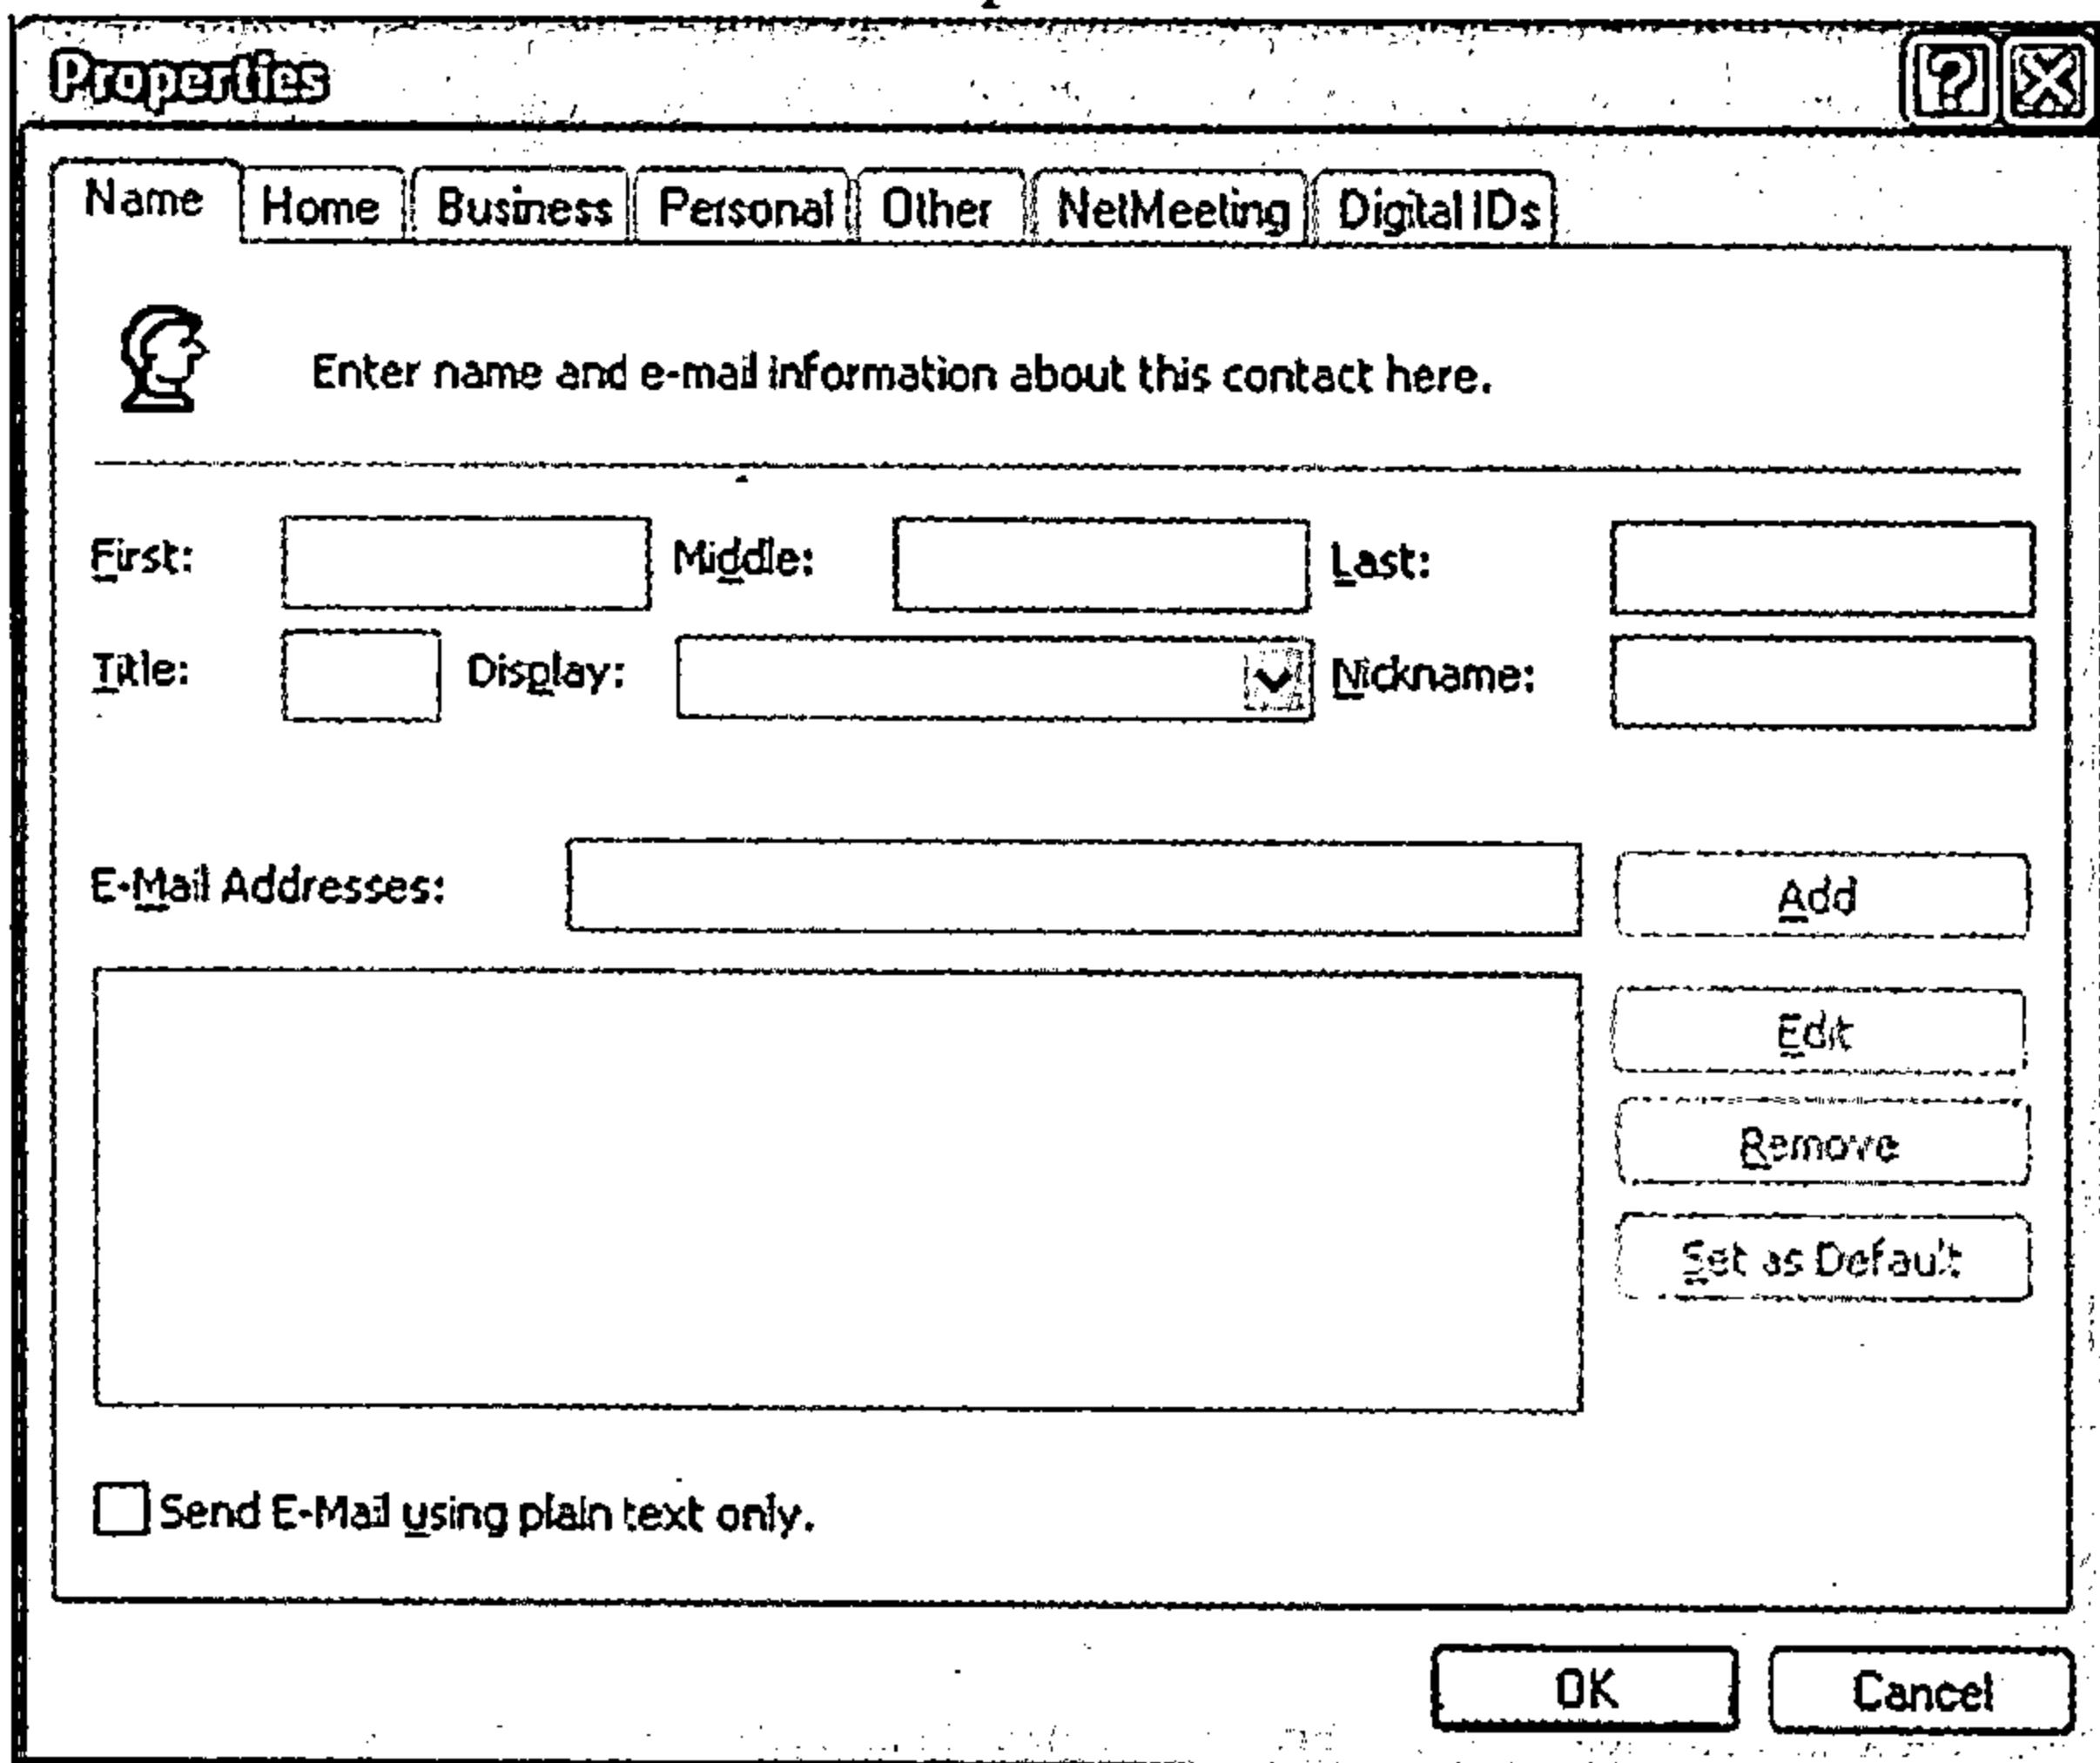 Properties
Name Home Business Personal Other NetMeeting Digital IDs
Enter name and e-mail information about this contact here.
First: Middle: Last:
Title: Display: Nickname:
E-Mail Addresses: Add
Edit
Remove
Set as Default
Send E-Mail using plain text only.
OK Cancel